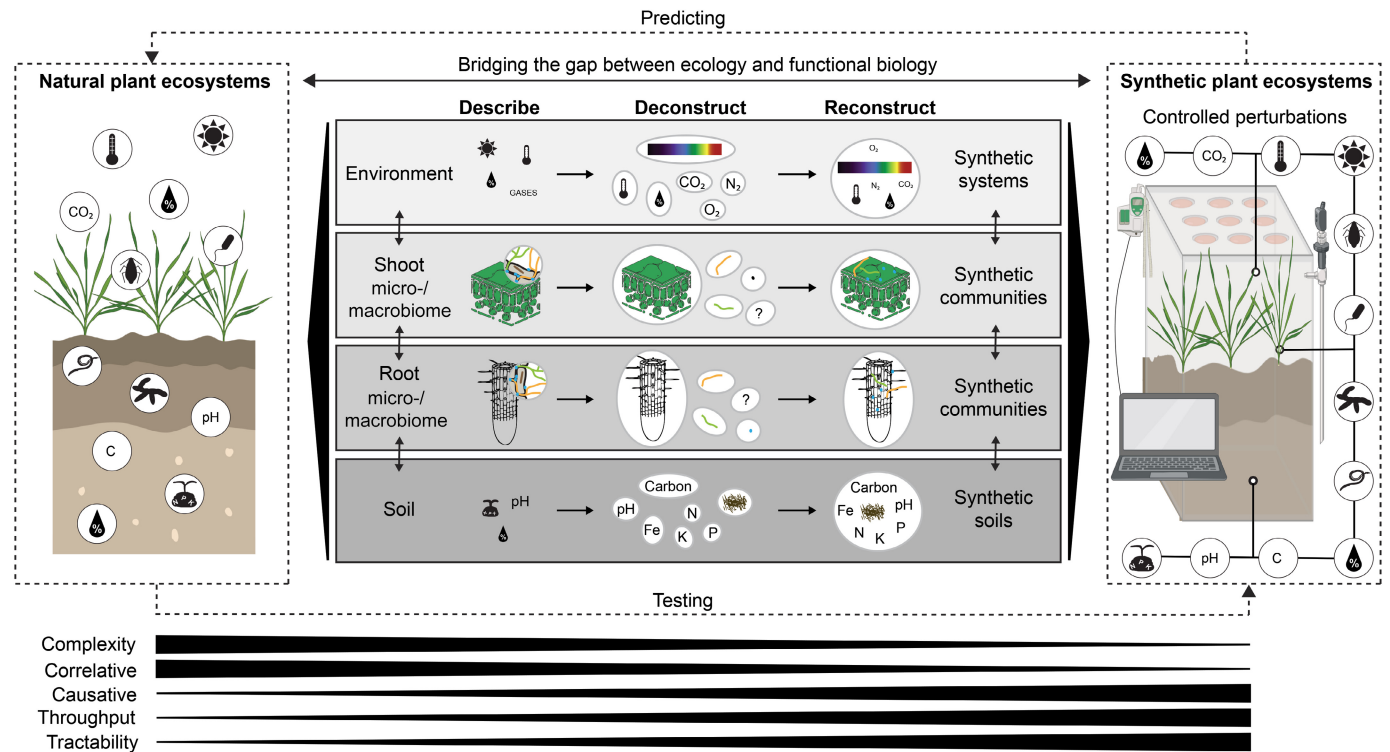 Predicting
Bridging the gap between ecology and functional biology
Natural plant ecosystems
%
CO₂
pH
C
N P K
%
Describe
Deconstruct
Reconstruct
Environment
%
GASES
%
CO₂
N₂
O₂
O₂
N₂
CO₂
%
Synthetic
systems
Shoot
micro-/
macrobiome
?
Synthetic
communities
Root
micro-/
macrobiome
?
Synthetic
communities
Soil
pH
%
Carbon
pH
N
Fe
K
P
Carbon
Fe
pH
N
K
P
Synthetic
soils
Synthetic plant ecosystems
Controlled perturbations
%
CO₂
pH
C
%
Testing
Complexity
Correlative
Causative
Throughput
Tractability